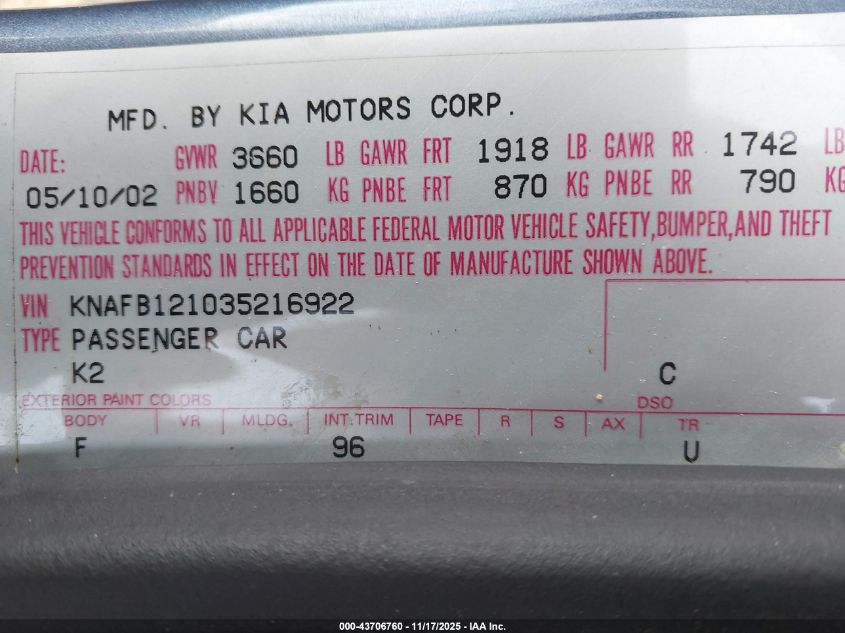 MFD. BY KIA MOTORS CORP.
DATE: GVWR 3660 LB GAWR FRT 1918 LB GAWR RR 1742 LB
05/10/02 PNBV 1660 KG PNBE FRT 870 KG PNBE RR 790 KG
THIS VEHICLE CONFORMS TO ALL APPLICABLE FEDERAL MOTOR VEHICLE SAFETY,BUMPER,AND THEFT
PREVENTION STANDARDS IN EFFECT ON THE DATE OF MANUFACTURE SHOWN ABOVE.
VIN KNAFB121035216922
TYPE PASSENGER CAR
K2 C
EXTERIOR PAINT COLORS DSO
BODY VR MLDG. INT.TRIM TAPE R S AX TR
F 96 U
000-43706760 - 11/17/2025 - IAA Inc.